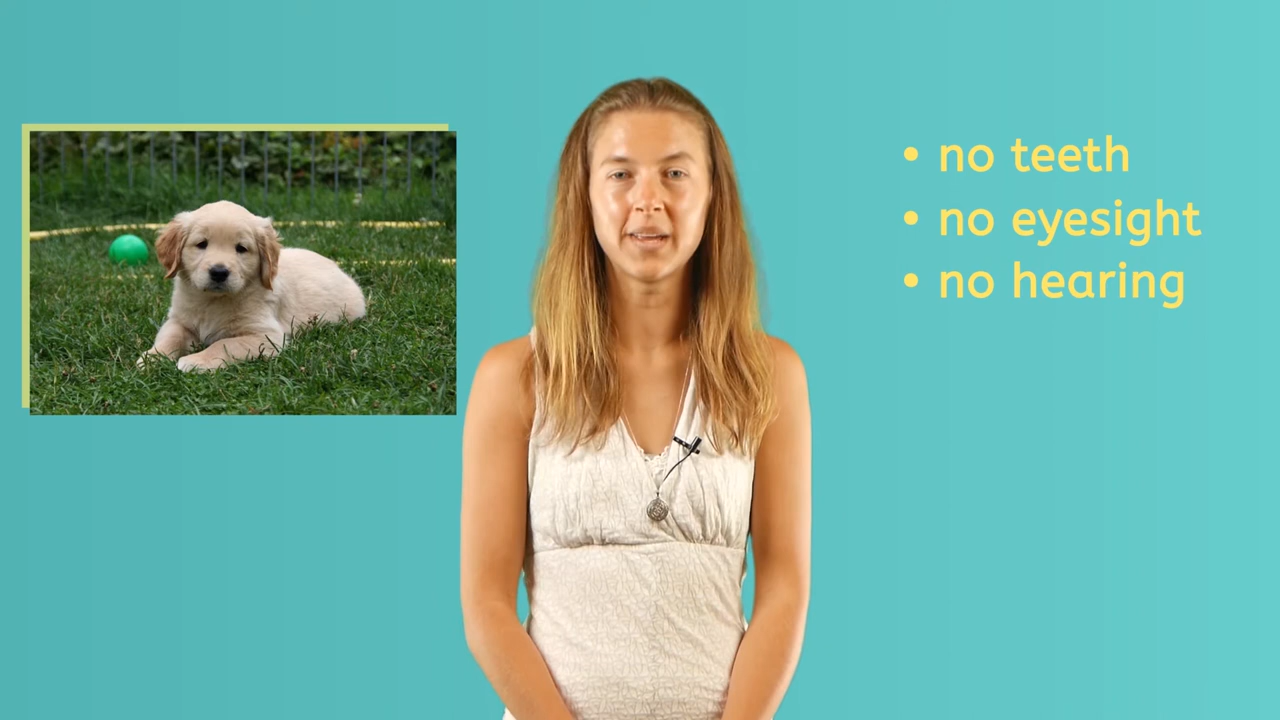 • no teeth
• no eyesight
• no hearing